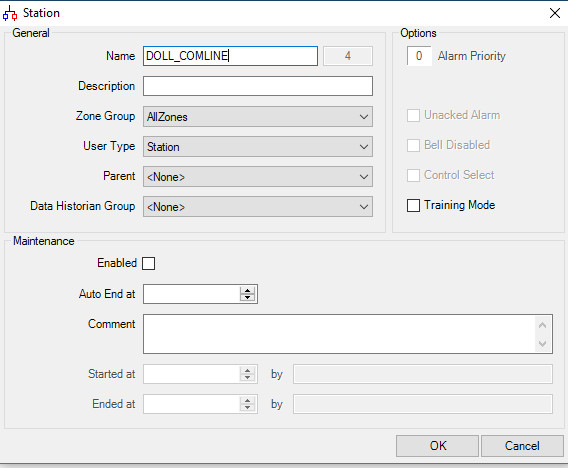 Station
General
Name DOLL_COMLINE 4
Description
Zone Group AllZones
User Type Station
Parent <None>
Data Historian Group <None>
Options
0 Alarm Priority
Unacked Alarm
Bell Disabled
Control Select
Training Mode
Maintenance
Enabled
Auto End at
Comment
Started at by
Ended at by
OK Cancel